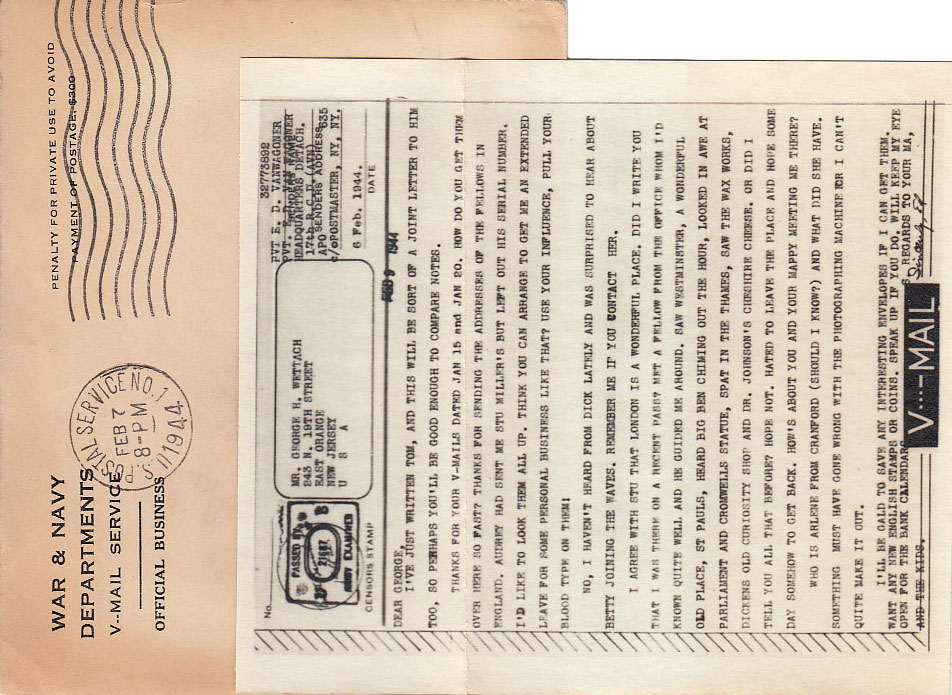 PENALTY FOR PRIVATE USE TO AVOID
PAYMENT OF POSTAGE, $300
U.S. POSTAL SERVICE NO. 1
FEB 7
8-PM
1944
WAR & NAVY
DEPARTMENTS
V--MAIL SERVICE
OFFICIAL BUSINESS
No.
PASSED BY
ARMY EXAMINER
CENSORS STAMP
MR. GEORGE H. WETTACH
243 N. 19TH STREET
EAST ORANGE
NEW JERSEY
U S A
32773892
PVT E. D. VANWAGONER
HEADQUARTERS DETACH.
17th R.C.D. (AVN)
APO SENDERS ADDRESS 635
c/oPOSTMASTER, NY, NY.
6 Feb. 1944.
DATE
FEB 9 1944
DEAR GEORGE,
I'VE JUST WRITTEN TOM, AND THIS WILL BE SORT OF A JOINT LETTER TO HIM
TOO, SO PERHAPS YOU'LL BE GOOD ENOUGH TO COMPARE NOTES.
THANKS FOR YOUR V-MAILS DATED JAN 15 and JAN 20. HOW DO YOU GET THEM
OVER HERE SO FAST? THANKS FOR SENDING THE ADDRESSES OF THE FELLOWS IN
ENGLAND. AUDREY HAD SENT ME STU MILLER'S BUT LEFT OUT HIS SERIAL NUMBER.
I'D LIKE TO LOOK THEM ALL UP. THINK YOU CAN ARRANGE TO GET ME AN EXTENDED
LEAVE FOR SOME PERSONAL BUSINESS LIKE THAT? USE YOUR INFLUENCE, PULL YOUR
BLOOD TYPE ON THEM!
NO, I HAVEN'T HEARD FROM DICK LATELY AND WAS SURPRISED TO HEAR ABOUT
BETTY JOINING THE WAVES. REMEMBER ME IF YOU CONTACT HER.
I AGREE WITH STU THAT LONDON IS A WONDERFUL PLACE. DID I WRITE YOU
THAT I WAS THERE ON A RECENT PASS? MET A FELLOW FROM THE OFFICE WHOM I'D
KNOWN QUITE WELL AND HE GUIDED ME AROUND. SAW WESTMINSTER, A WONDERFUL
OLD PLACE, ST PAULS, HEARD BIG BEN CHIMING OUT THE HOUR, LOOKED IN AWE AT
PARLIAMENT AND CROMWELLS STATUE, SPAT IN THE THAMES, SAW THE WAX WORKS,
DICKENS OLD CURIOSITY SHOP AND DR. JOHNSON'S CHESHIRE CHEESE. OR DID I
TELL YOU ALL THAT BEFORE? HOPE NOT. HATED TO LEAVE THE PLACE AND HOPE SOME
DAY SOMEHOW TO GET BACK. HOW'S ABOUT YOU AND YOUR MAPPY MEETING ME THERE?
WHO IS ARLENE FROM CRANFORD (SHOULD I KNOW?) AND WHAT DID SHE HAVE.
SOMETHING MUST HAVE GONE WRONG WITH THE PHOTOGRAPHING MACHINE FOR I CAN'T
QUITE MAKE IT OUT.
I'LL BE GALD TO SAVE ANY INTERESTING ENVELOPES IF I CAN GET THEM.
WANT ANY NEW ENGLISH STAMPS OR COINS. SPEAK UP IF YOU DO. WILL KEEP MY EYE
OPEN FOR THE BANK CALENDARS REGARDS TO YOUR MA,
AND THE KIDS.
V...-MAIL